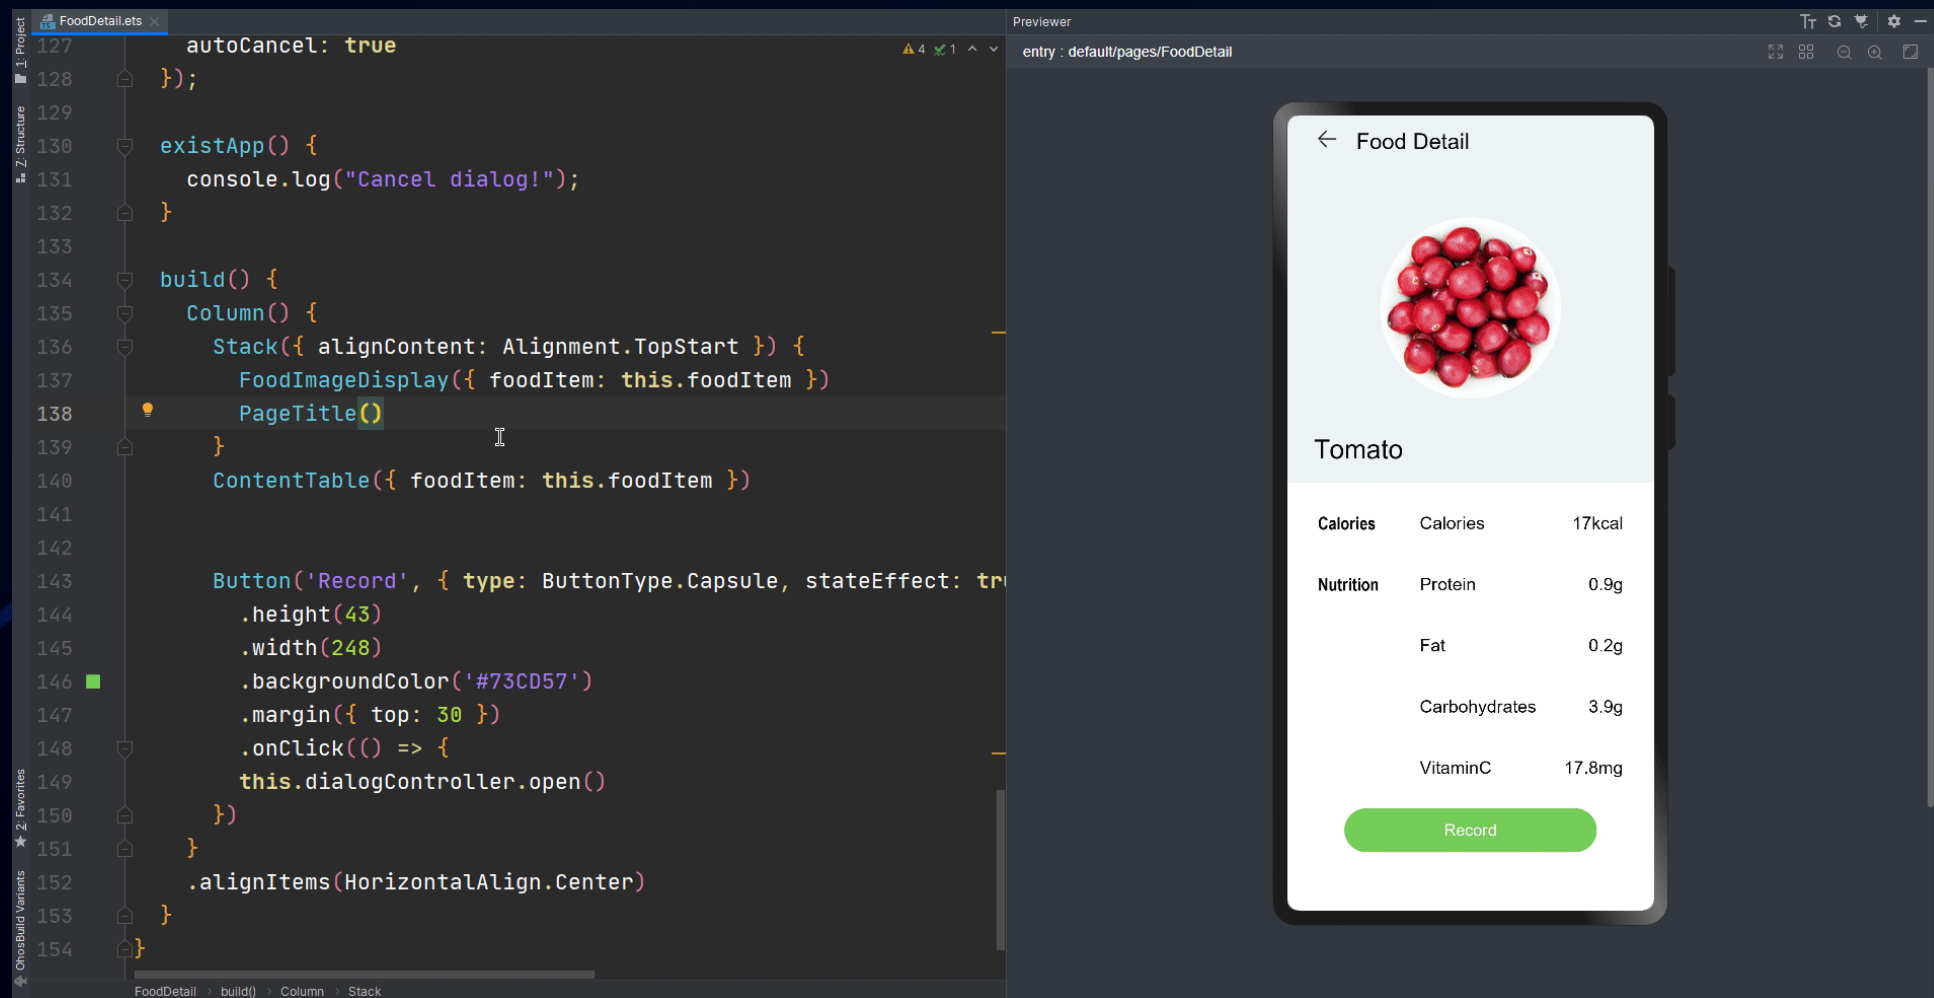 FoodDetail.ets
Previewer
entry : default/pages/FoodDetail
4 1
1: Project
7: Structure
2: Favorites
OhosBuild Variants
127 autoCancel: true
128 });
129
130 existApp() {
131 console.log("Cancel dialog!");
132 }
133
134 build() {
135 Column() {
136 Stack({ alignContent: Alignment.TopStart }) {
137 FoodImageDisplay({ foodItem: this.foodItem })
138 PageTitle()
139 }
140 ContentTable({ foodItem: this.foodItem })
141
142
143 Button('Record', { type: ButtonType.Capsule, stateEffect: tru
144 .height(43)
145 .width(248)
146 .backgroundColor('#73CD57')
147 .margin({ top: 30 })
148 .onClick(() => {
149 this.dialogController.open()
150 })
151 }
152 .alignItems(HorizontalAlign.Center)
153 }
154 }
FoodDetail › build() › Column › Stack
Food Detail
Tomato
Calories Calories 17kcal
Nutrition Protein 0.9g
Fat 0.2g
Carbohydrates 3.9g
VitaminC 17.8mg
Record